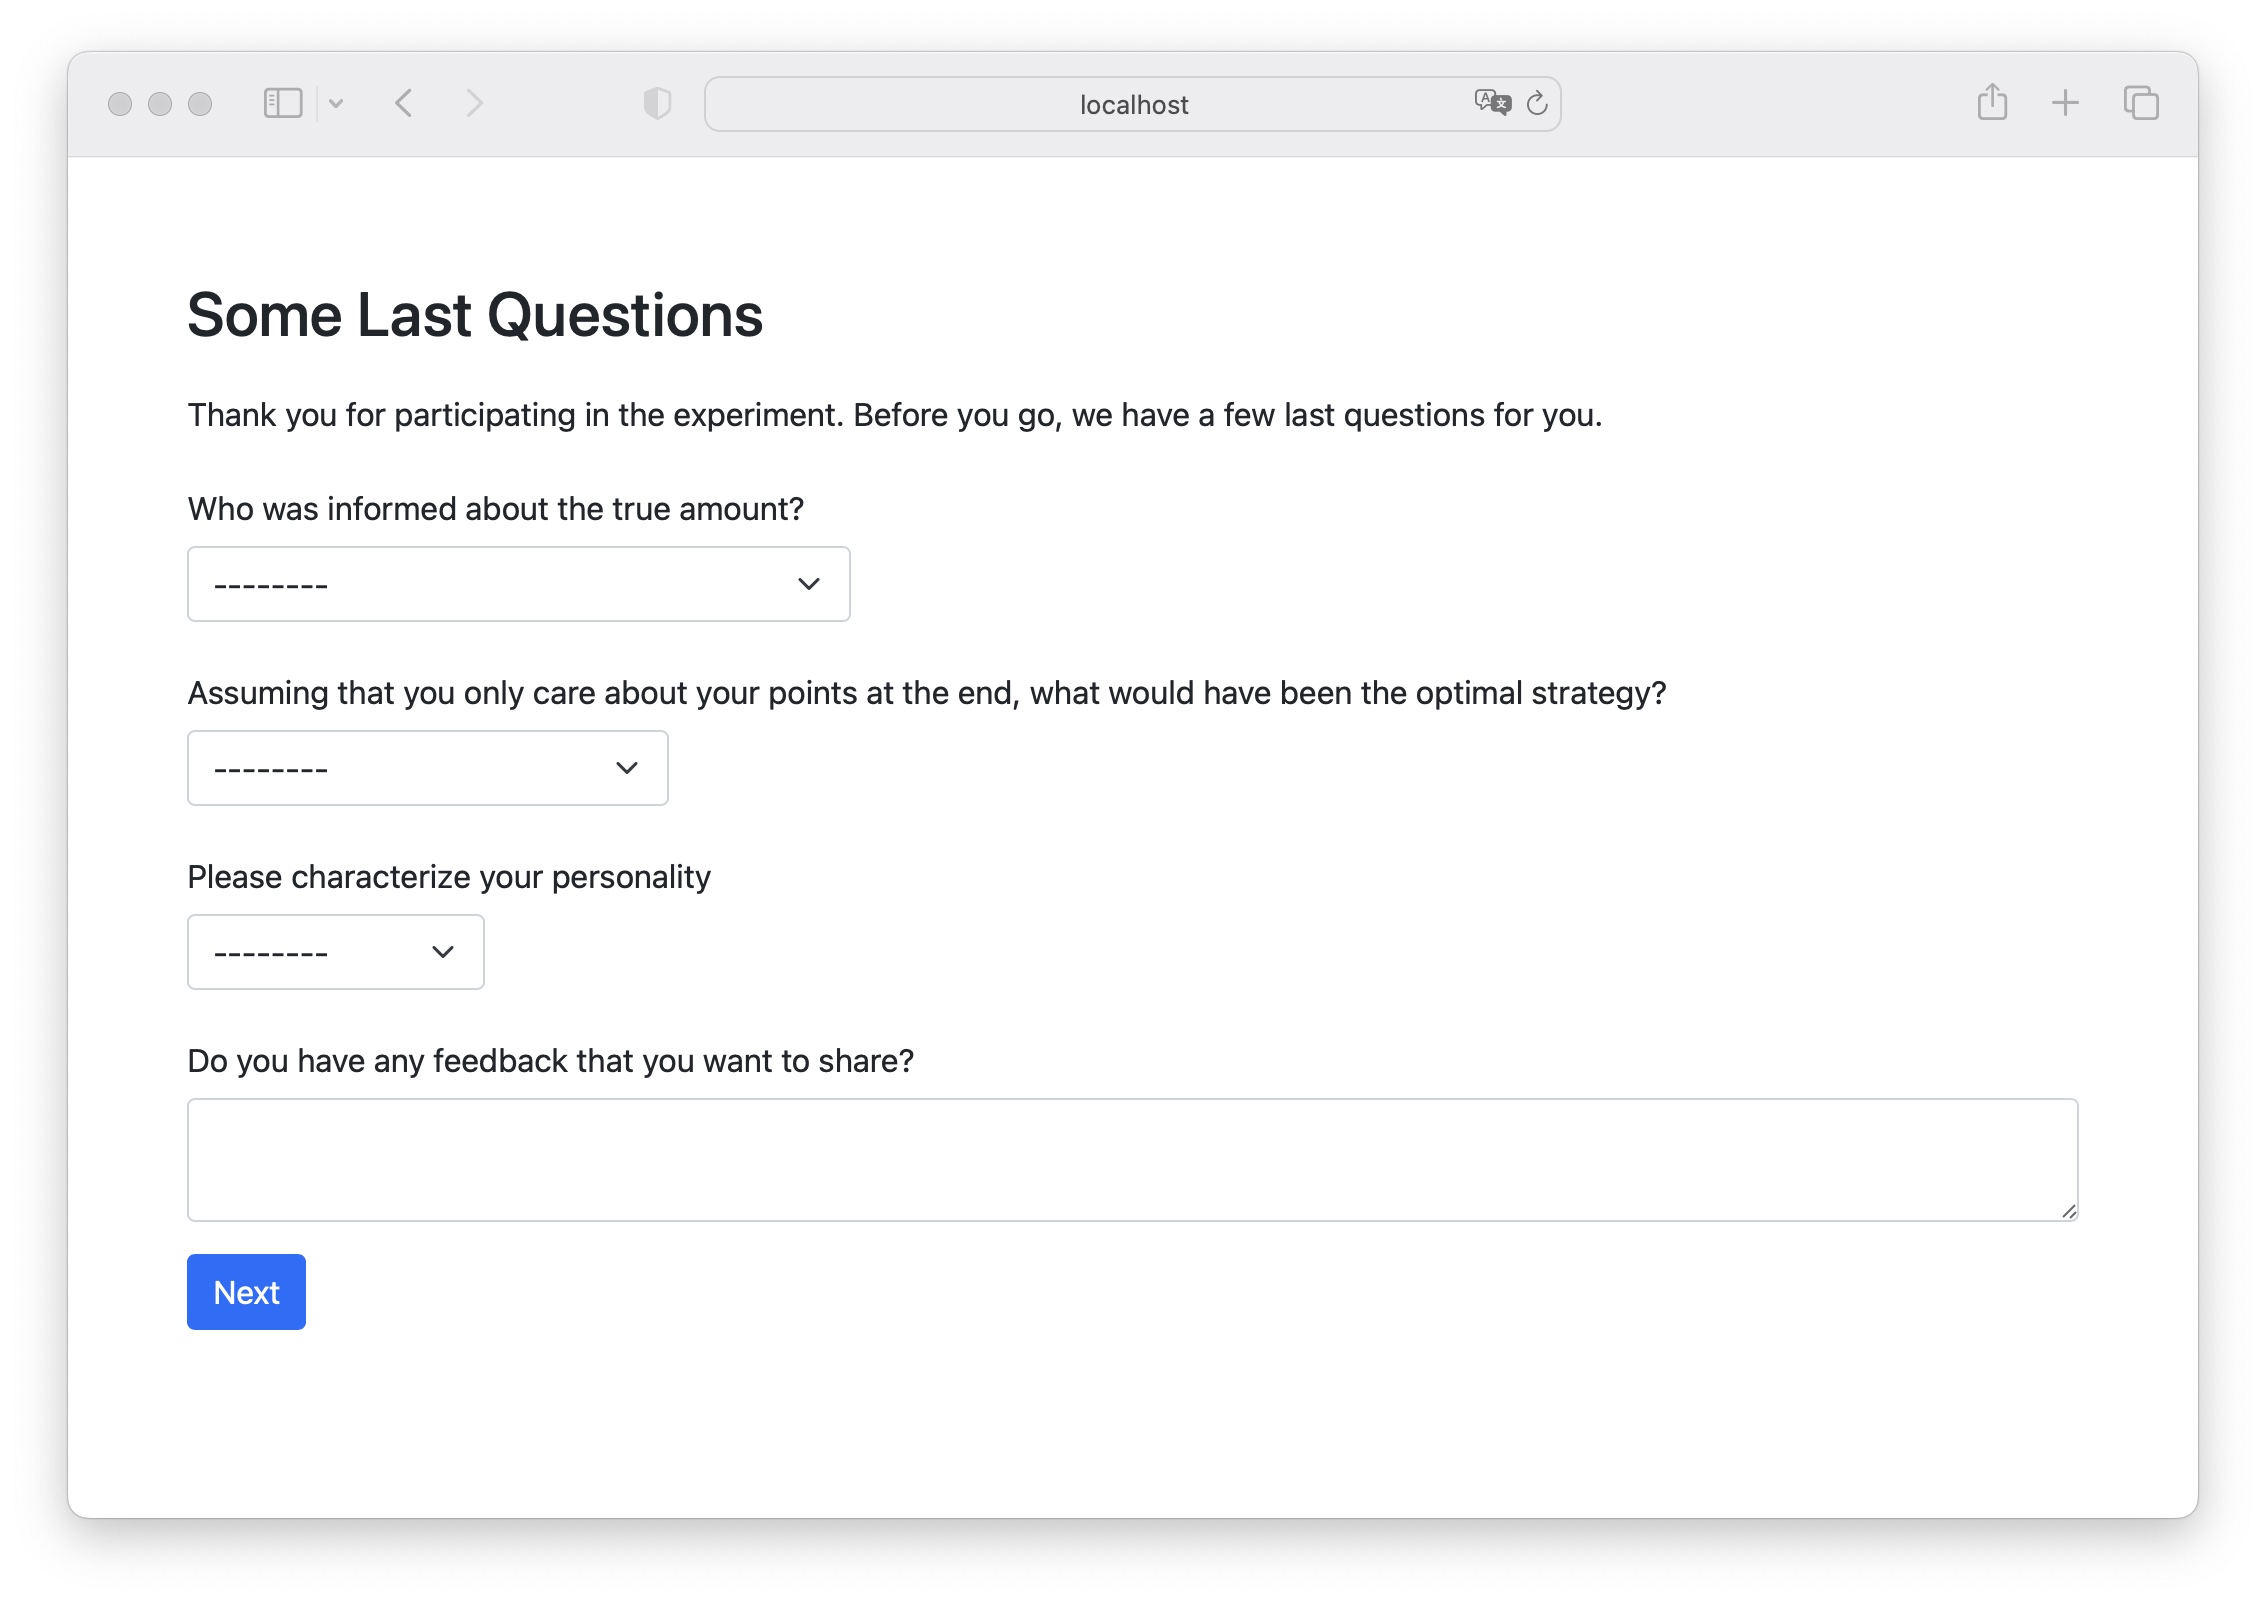 localhost
Some Last Questions
Thank you for participating in the experiment. Before you go, we have a few last questions for you.
Who was informed about the true amount?
--------
Assuming that you only care about your points at the end, what would have been the optimal strategy?
--------
Please characterize your personality
--------
Do you have any feedback that you want to share?
Next